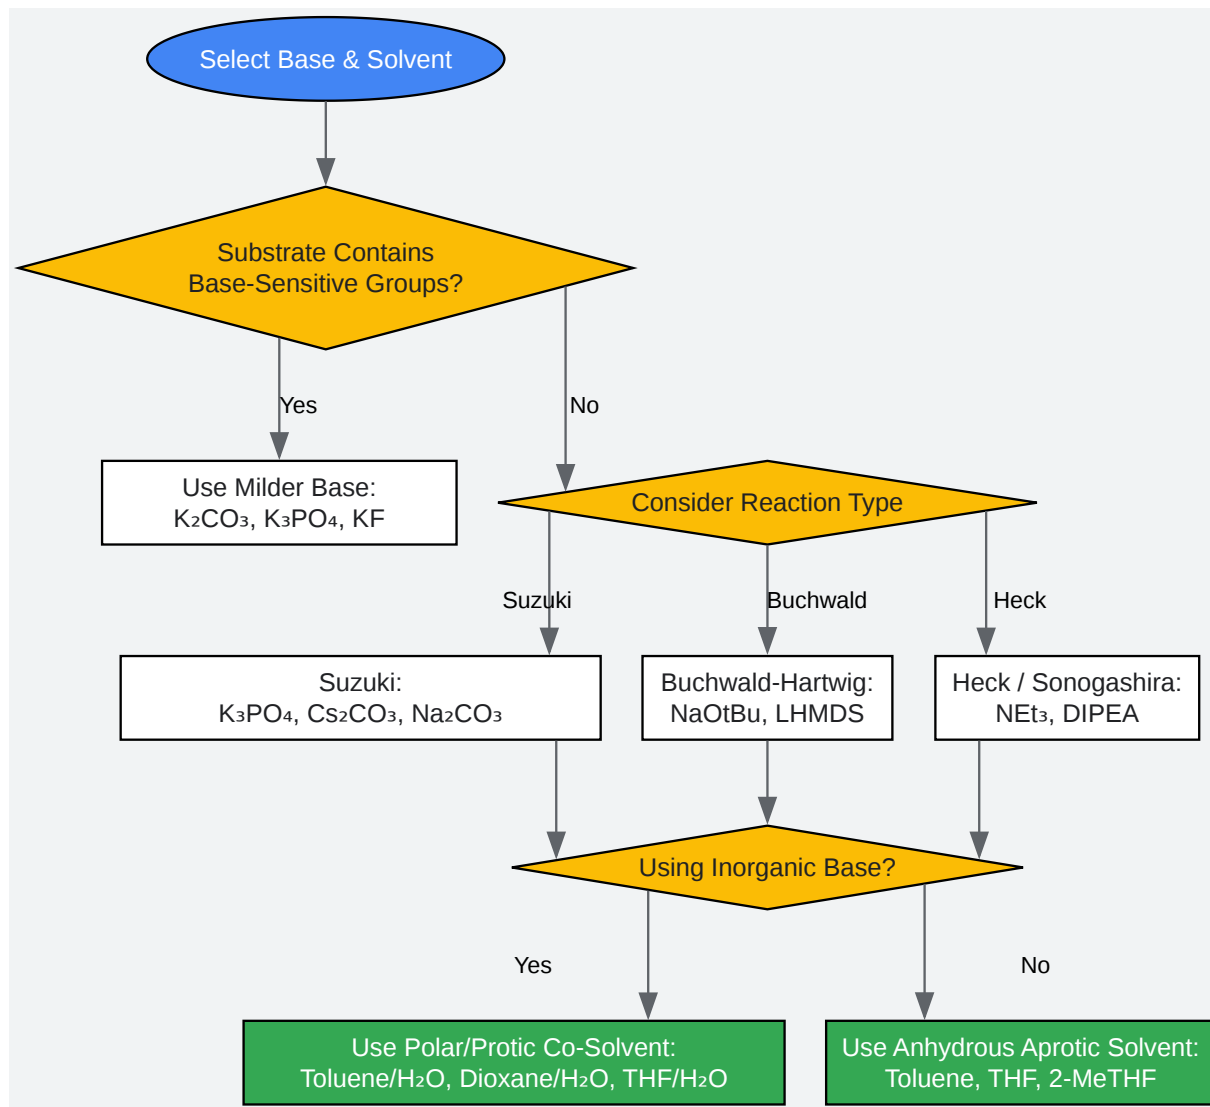 Select Base & Solvent
Substrate Contains
Base-Sensitive Groups?
Yes
No
Use Milder Base:
K₂CO₃, K₃PO₄, KF
Consider Reaction Type
Suzuki
Buchwald
Heck
Suzuki:
K₃PO₄, Cs₂CO₃, Na₂CO₃
Buchwald-Hartwig:
NaOtBu, LHMDS
Heck / Sonogashira:
NEt₃, DIPEA
Using Inorganic Base?
Yes
No
Use Polar/Protic Co-Solvent:
Toluene/H₂O, Dioxane/H₂O, THF/H₂O
Use Anhydrous Aprotic Solvent:
Toluene, THF, 2-MeTHF